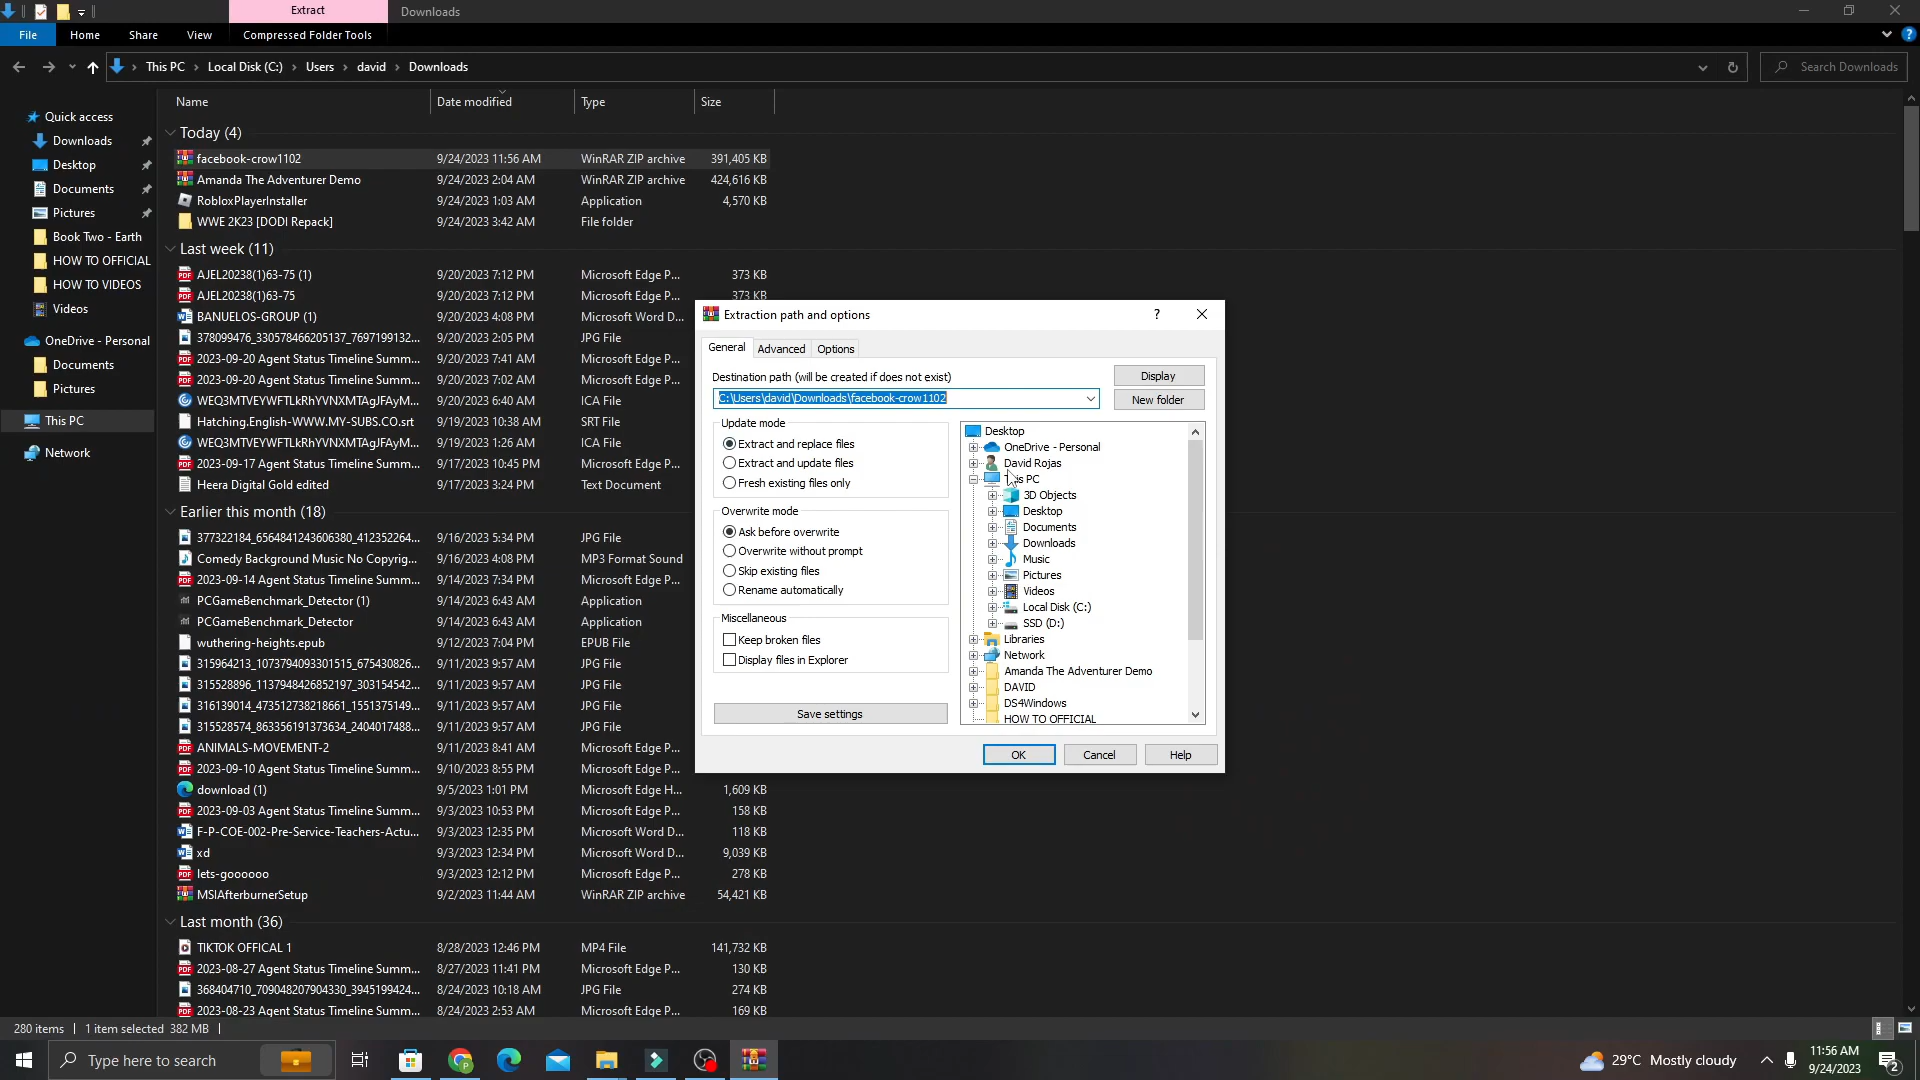 Extract
Downloads
File
Home
Share
View
Compressed Folder Tools
This PC
Local Disk (C:)
Users
david
Downloads
Search Downloads
Name
Date modified
Type
Size
Quick access
Downloads
Desktop
Documents
Pictures
Book Two - Earth
HOW TO OFFICIAL
HOW TO VIDEOS
Videos
OneDrive - Personal
Documents
Pictures
This PC
Network
Today (4)
facebook-crow1102 9/24/2023 11:56 AM WinRAR ZIP archive 391,405 KB
Amanda The Adventurer Demo 9/24/2023 2:04 AM WinRAR ZIP archive 424,616 KB
RobloxPlayerInstaller 9/24/2023 1:03 AM Application 4,570 KB
WWE 2K23 [DODI Repack] 9/24/2023 3:42 AM File folder
Last week (11)
AJEL20238(1)63-75 (1) 9/20/2023 7:12 PM Microsoft Edge P... 373 KB
AJEL20238(1)63-75 9/20/2023 7:12 PM Microsoft Edge P... 373 KB
BANUELOS-GROUP (1) 9/20/2023 4:08 PM Microsoft Word D...
378099476_330578466205137_7697199132... 9/20/2023 2:05 PM JPG File
2023-09-20 Agent Status Timeline Summ... 9/20/2023 7:41 AM Microsoft Edge P...
2023-09-20 Agent Status Timeline Summ... 9/20/2023 7:02 AM Microsoft Edge P...
WEQ3MTVEYWFTLkRhYVNXMTAgJFAyM... 9/20/2023 6:40 AM ICA File
Hatching.English-WWW.MY-SUBS.CO.srt 9/19/2023 10:38 AM SRT File
WEQ3MTVEYWFTLkRhYVNXMTAgJFAyM... 9/19/2023 1:26 AM ICA File
2023-09-17 Agent Status Timeline Summ... 9/17/2023 10:45 PM Microsoft Edge P...
Heera Digital Gold edited 9/17/2023 3:24 PM Text Document
Earlier this month (18)
377322184_6564841243606380_412352264... 9/16/2023 5:34 PM JPG File
Comedy Background Music No Copyrig... 9/16/2023 4:08 PM MP3 Format Sound
2023-09-14 Agent Status Timeline Summ... 9/14/2023 7:34 PM Microsoft Edge P...
PCGameBenchmark_Detector (1) 9/14/2023 6:43 AM Application
PCGameBenchmark_Detector 9/14/2023 6:43 AM Application
wuthering-heights.epub 9/12/2023 7:04 PM EPUB File
315964213_1073794093301515_675430826... 9/11/2023 9:57 AM JPG File
315528896_1137948426852197_303154542... 9/11/2023 9:57 AM JPG File
316139014_473512738218661_1551375149... 9/11/2023 9:57 AM JPG File
315528574_863356191373634_2404017488... 9/11/2023 9:57 AM JPG File
ANIMALS-MOVEMENT-2 9/11/2023 8:41 AM Microsoft Edge P...
2023-09-10 Agent Status Timeline Summ... 9/10/2023 8:55 PM Microsoft Edge P...
download (1) 9/5/2023 1:01 PM Microsoft Edge H... 1,609 KB
2023-09-03 Agent Status Timeline Summ... 9/3/2023 10:53 PM Microsoft Edge P... 158 KB
F-P-COE-002-Pre-Service-Teachers-Actu... 9/3/2023 12:35 PM Microsoft Word D... 118 KB
xd 9/3/2023 12:34 PM Microsoft Word D... 9,039 KB
lets-goooooo 9/3/2023 12:12 PM Microsoft Edge P... 278 KB
MSIAfterburnerSetup 9/2/2023 11:44 AM WinRAR ZIP archive 54,421 KB
Last month (36)
TIKTOK OFFICAL 1 8/28/2023 12:46 PM MP4 File 141,732 KB
2023-08-27 Agent Status Timeline Summ... 8/27/2023 11:41 PM Microsoft Edge P... 130 KB
368404710_709048207904330_3945199424... 8/24/2023 10:18 AM JPG File 274 KB
2023-08-23 Agent Status Timeline Summ... 8/24/2023 2:53 AM Microsoft Edge P... 169 KB
Extraction path and options
?
General
Advanced
Options
Destination path (will be created if does not exist)
C:\Users\david\Downloads\facebook-crow1102
Display
New folder
Update mode
Extract and replace files
Extract and update files
Fresh existing files only
Overwrite mode
Ask before overwrite
Overwrite without prompt
Skip existing files
Rename automatically
Miscellaneous
Keep broken files
Display files in Explorer
Save settings
Desktop
OneDrive - Personal
David Rojas
This PC
3D Objects
Desktop
Documents
Downloads
Music
Pictures
Videos
Local Disk (C:)
SSD (D:)
Libraries
Network
Amanda The Adventurer Demo
DAVID
DS4Windows
HOW TO OFFICIAL
OK
Cancel
Help
280 items
1 item selected 382 MB
Type here to search
29°C Mostly cloudy
11:56 AM
9/24/2023
2